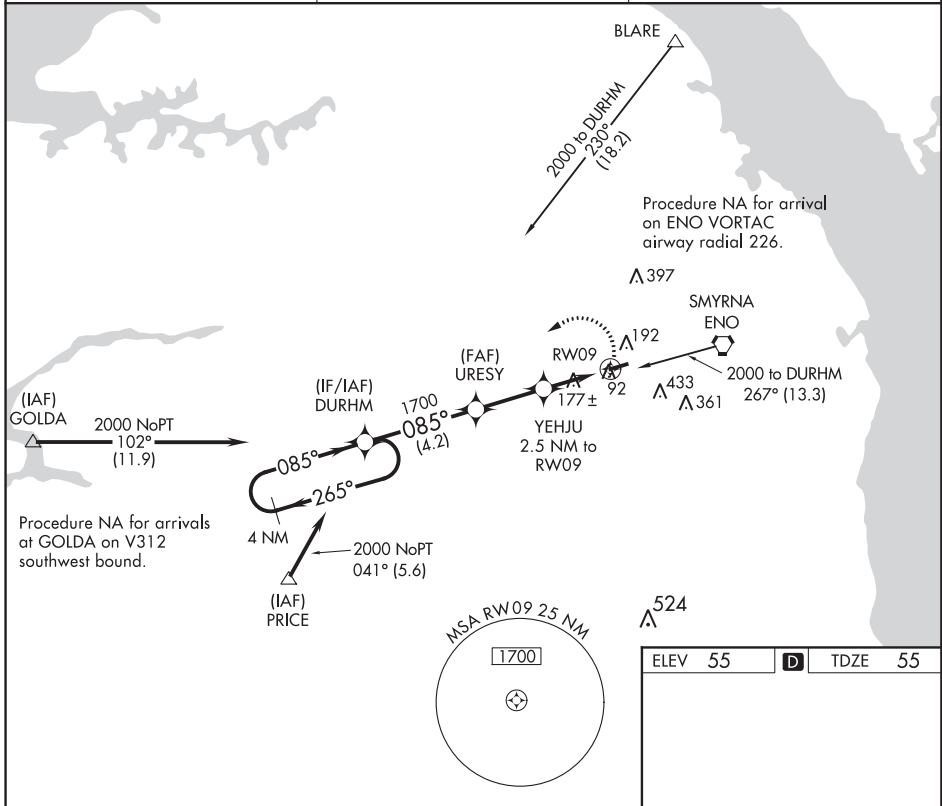 BLARE
2000 to DURHM
230°
(18.2)
Procedure NA for arrival
on ENO VORTAC
airway radial 226.
397
SMYRNA
ENO
192
RW09
(FAF)
URESY
2000 to DURHM
267° (13.3)
433
361
92
177±
(IF/IAF)
DURHM
1700
085°
(4.2)
YEHJU
2.5 NM to
RW09
(IAF)
GOLDA
2000 NoPT
102°
(11.9)
085°
265°
4 NM
Procedure NA for arrivals
at GOLDA on V312
southwest bound.
2000 NoPT
041° (5.6)
(IAF)
PRICE
524
MSA RW09 25 NM
1700
ELEV 55 D TDZE 55